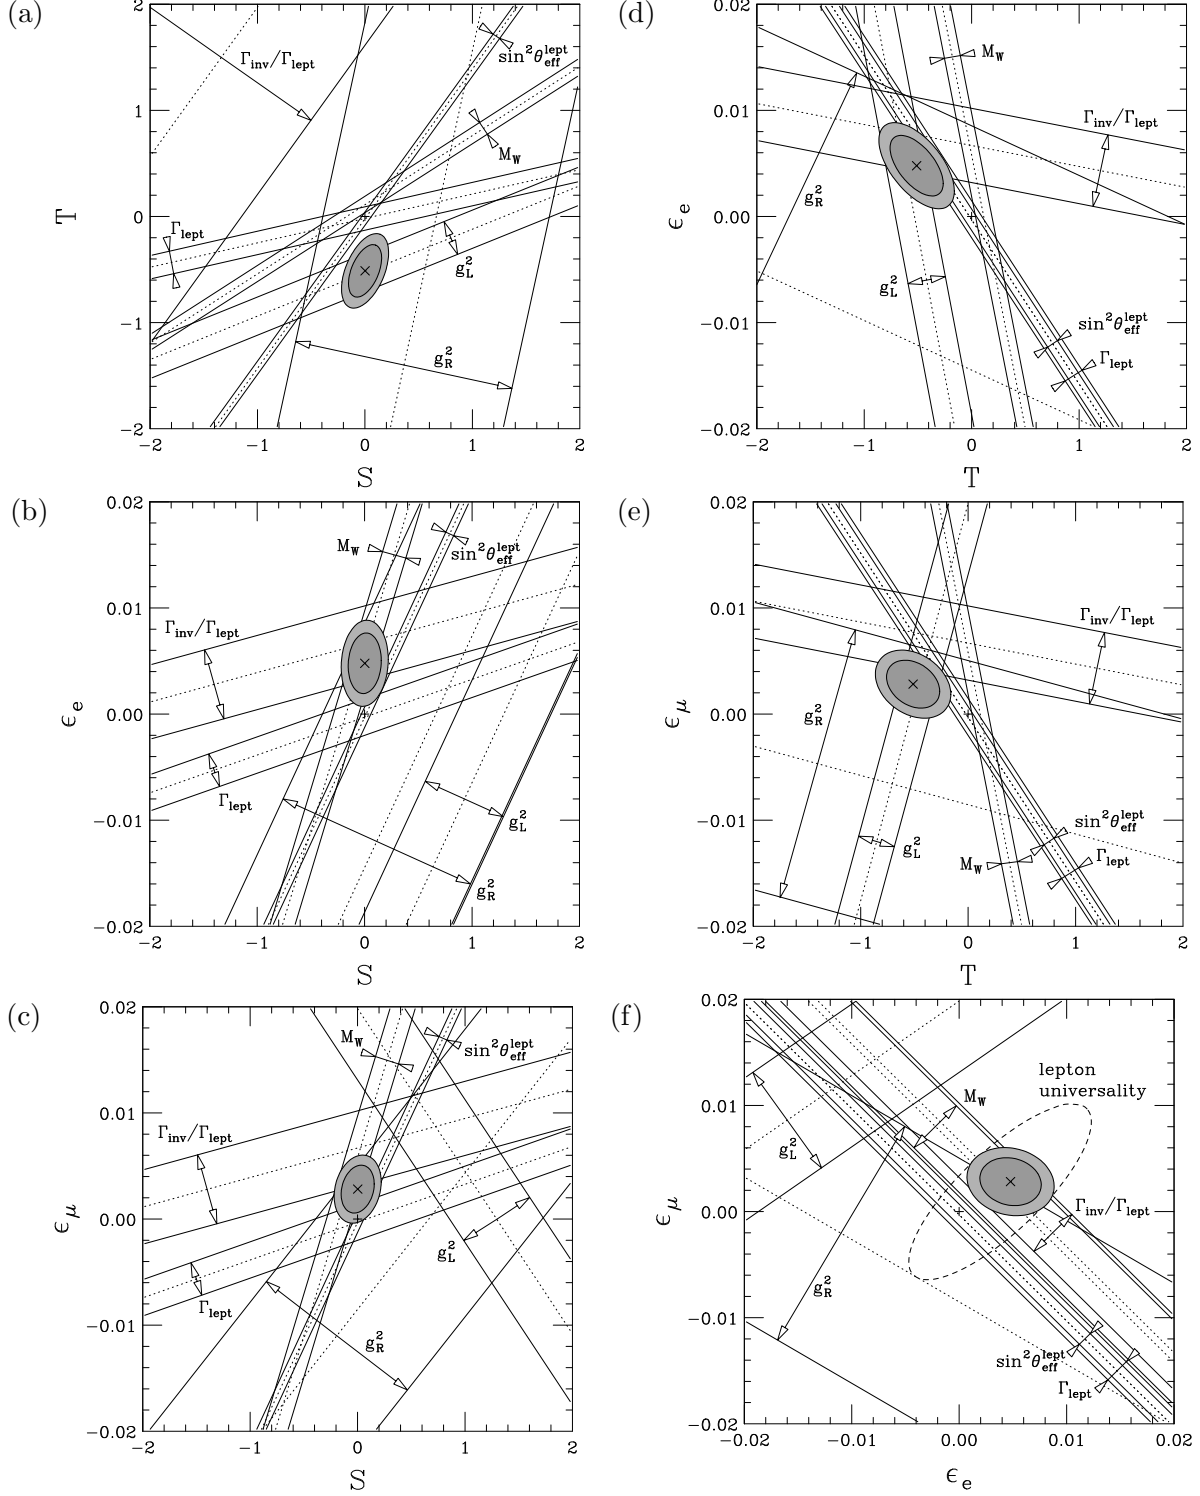 (a)
2
1
0
−1
−2
T
Γinv/Γlept
sin²θlepteff
MW
Γlept
g²L
g²R
−2 −1 0 1 2
S
(d)
0.02
0.01
0.00
−0.01
−0.02
ϵe
MW
Γinv/Γlept
g²R
g²L
sin²θlepteff
Γlept
−2 −1 0 1 2
T
(b)
0.02
0.01
0.00
−0.01
−0.02
ϵe
MW
sin²θlepteff
Γinv/Γlept
Γlept
g²L
g²R
−2 −1 0 1 2
S
(e)
0.02
0.01
0.00
−0.01
−0.02
ϵμ
Γinv/Γlept
g²R
sin²θlepteff
g²L
MW
Γlept
−2 −1 0 1 2
T
(c)
0.02
0.01
0.00
−0.01
−0.02
ϵμ
MW
sin²θlepteff
Γinv/Γlept
g²L
Γlept
g²R
−2 −1 0 1 2
S
(f)
0.02
0.01
0.00
−0.01
−0.02
ϵμ
lepton
universality
MW
g²L
Γinv/Γlept
g²R
sin²θlepteff
Γlept
−0.02 −0.01 0.00 0.01 0.02
ϵe